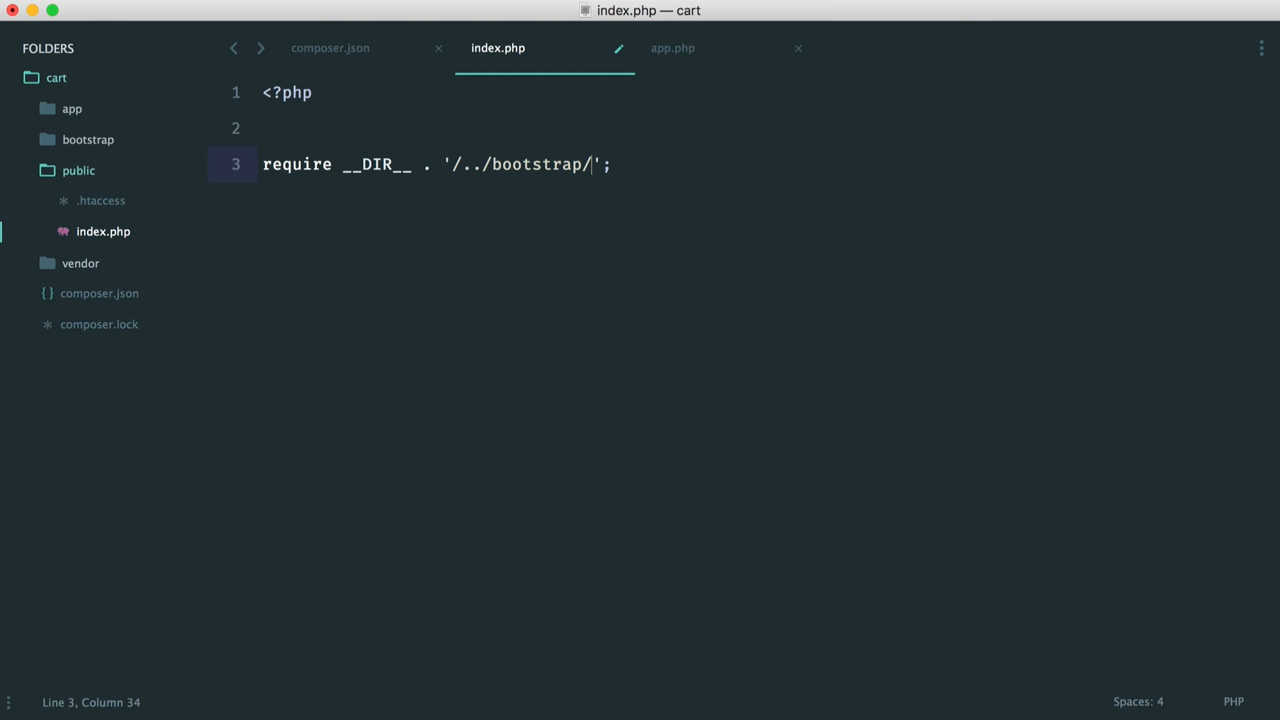 index.php — cart
FOLDERS
cart
app
bootstrap
public
.htaccess
index.php
vendor
{ } composer.json
composer.lock
composer.json
index.php
app.php
1 <?php
2
3 require __DIR__ . '/../bootstrap/';
Line 3, Column 34
Spaces: 4
PHP